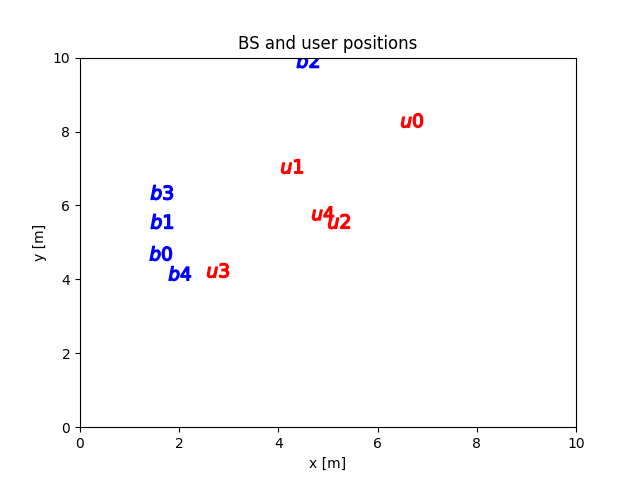 BS and user positions
10
b2
8
u0
u1
b3
6
u4
b1
u2
b0
4
b4
u3
2
0
0 2 4 6 8 10
y [m]
x [m]